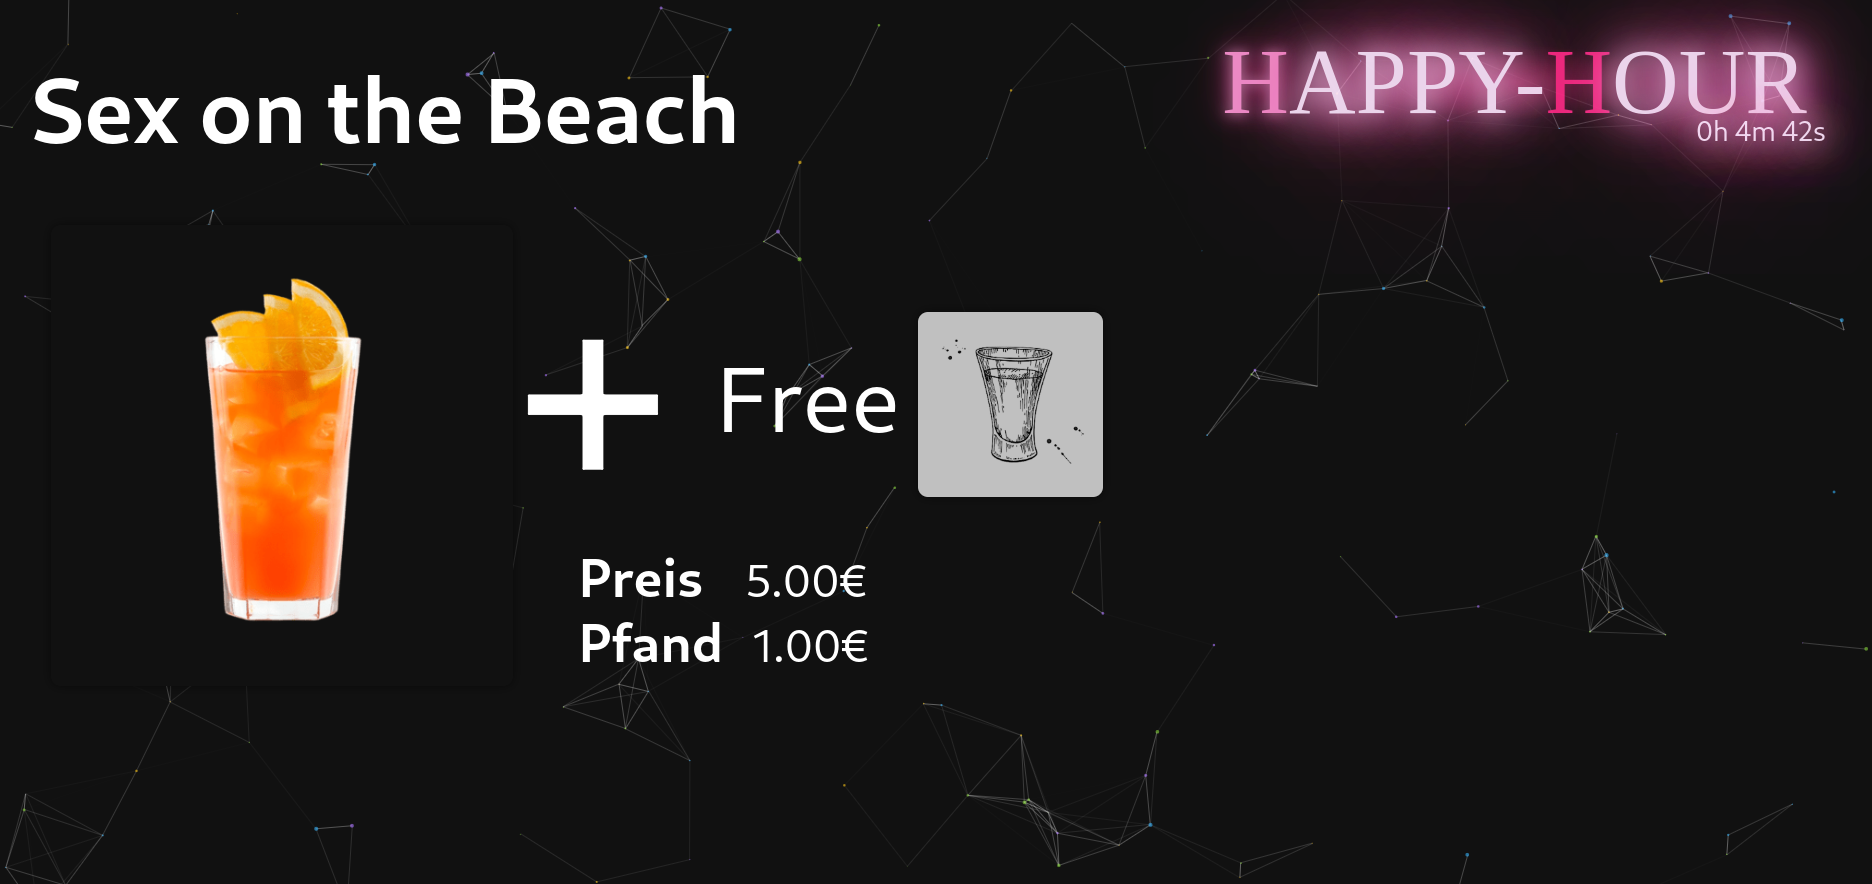 Sex on the Beach
HAPPY-HOUR
0h 4m 42s
Free
Preis 5.00€
Pfand 1.00€